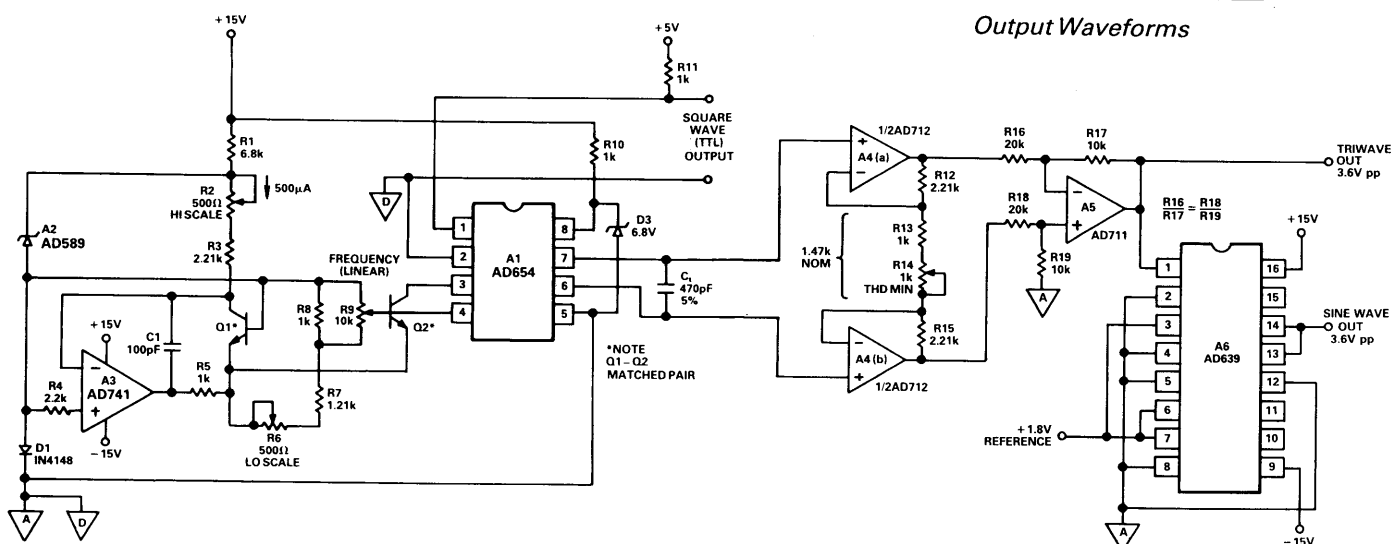 Output Waveforms
+15V
+5V
R11
1k
SQUARE
WAVE
(TTL)
OUTPUT
R1
6.8k
R10
1k
R2
500Ω
HI SCALE
500µA
D
A2
AD589
R3
2.21k
FREQUENCY
(LINEAR)
D3
6.8V
1
2
3
4
A1
AD654
8
7
6
5
Ct
470pF
5%
C1
100pF
Q1*
R8
1k
R9
10k
Q2*
*NOTE
Q1–Q2
MATCHED PAIR
+15V
A3
AD741
–15V
R4
2.2k
R5
1k
R7
1.21k
R6
500Ω
LO SCALE
D1
IN4148
A
D
1/2AD712
+
A4 (a)
–
R12
2.21k
R13
1k
1.47k
NOM
R14
1k
THD MIN
R15
2.21k
–
A4 (b)
+
1/2AD712
R16
20k
R17
10k
R18
20k
–
A5
+
AD711
R19
10k
A
R16/R17 = R18/R19
TRIWAVE
OUT
3.6V pp
+15V
1
2
3
4
5
6
7
8
A6
AD639
16
15
14
13
12
11
10
9
SINE WAVE
OUT
3.6V pp
+1.8V
REFERENCE
A
–15V